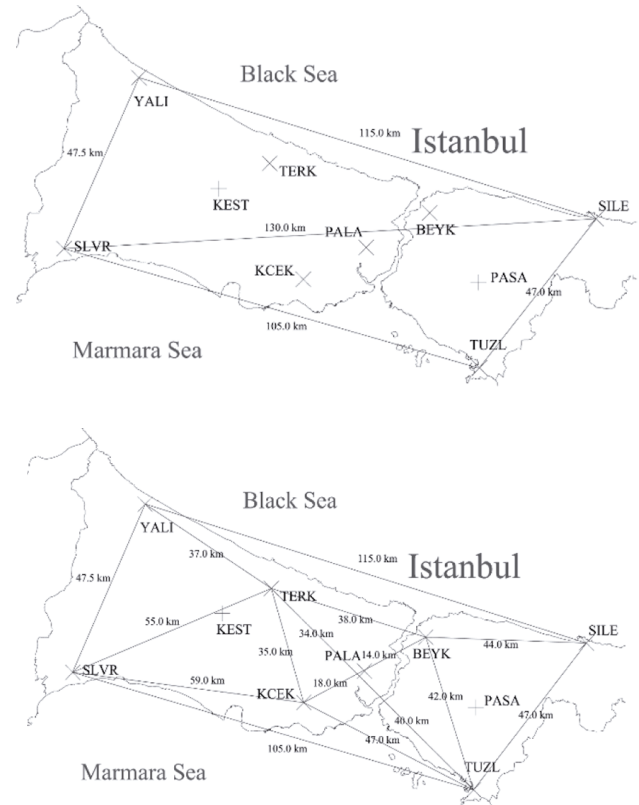 Black Sea
YALI
115.0 km
Istanbul
47.5 km
TERK
KEST
SILE
130.0 km
PALA
BEYK
SLVR
KCEK
PASA
47.0 km
105.0 km
TUZL
Marmara Sea
Black Sea
YALI
37.0 km
115.0 km
Istanbul
47.5 km
TERK
55.0 km
38.0 km
KEST
34.0 km
SILE
44.0 km
35.0 km
PALA
14.0 km
BEYK
SLVR
59.0 km
18.0 km
KCEK
42.0 km
PASA
40.0 km
47.0 km
47.0 km
105.0 km
TUZL
Marmara Sea